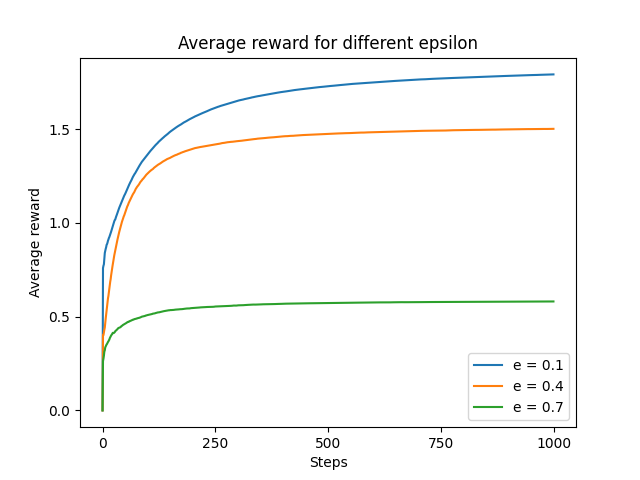 Average reward for different epsilon
Average reward
1.5
1.0
0.5
0.0
e = 0.1
e = 0.4
e = 0.7
0 250 500 750 1000
Steps